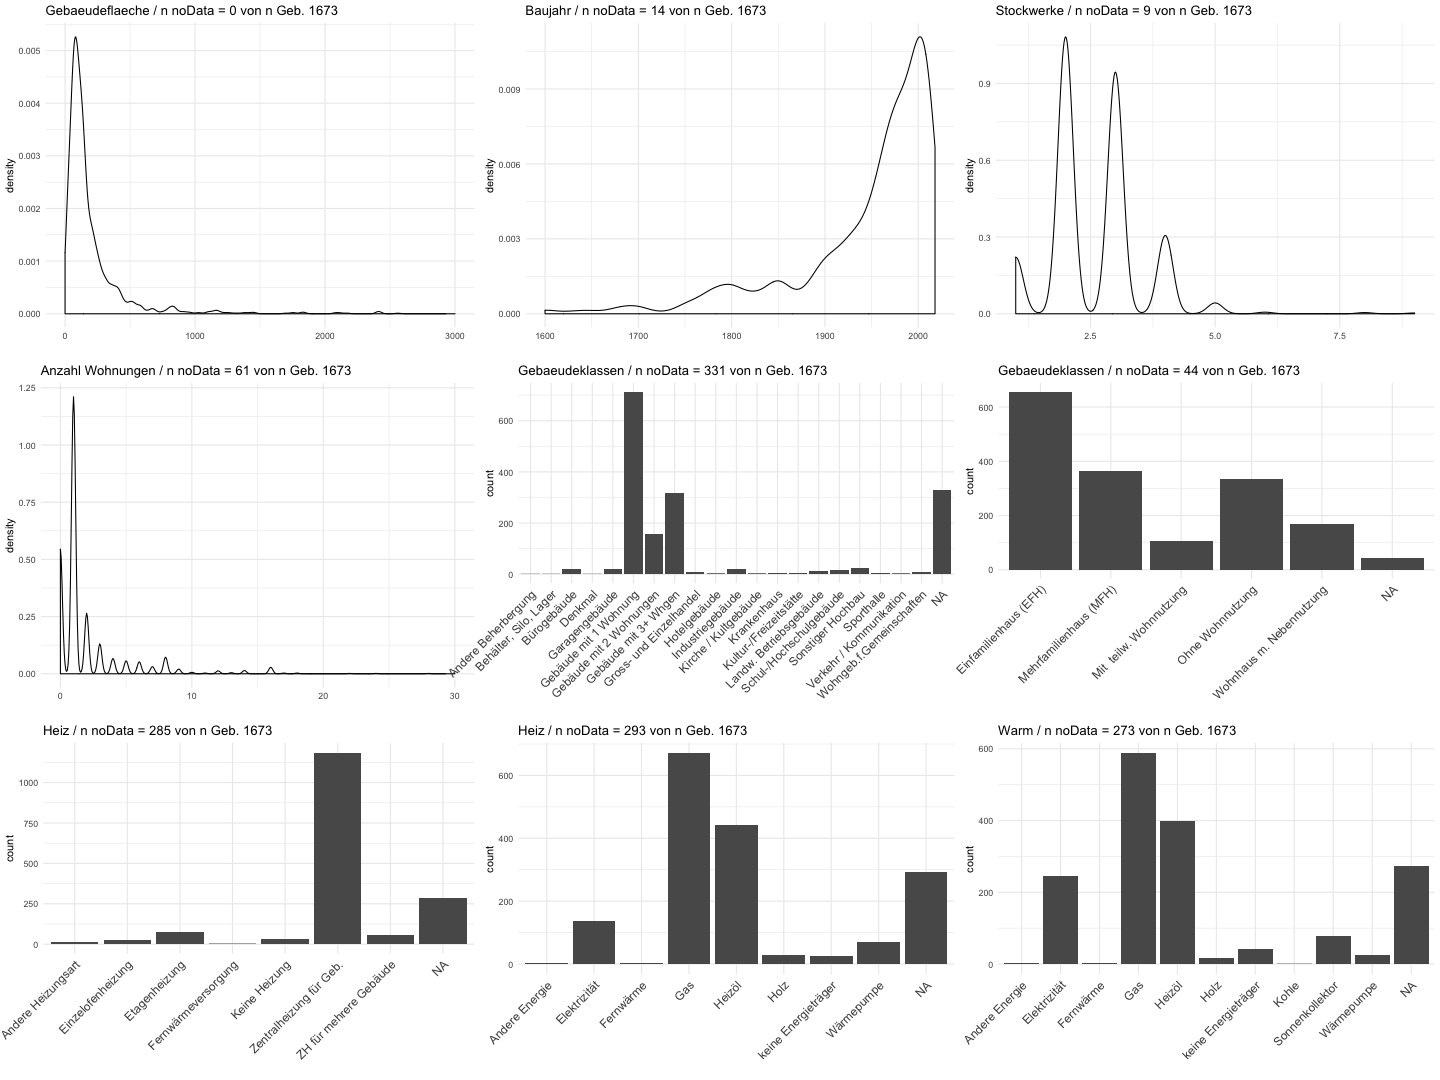 Gebaeudeflaeche / n noData = 0 von n Geb. 1673
density
0.005
0.004
0.003
0.002
0.001
0.000
0
1000
2000
3000
Baujahr / n noData = 14 von n Geb. 1673
density
0.009
0.006
0.003
0.000
1600
1700
1800
1900
2000
Stockwerke / n noData = 9 von n Geb. 1673
density
0.9
0.6
0.3
0.0
2.5
5.0
7.5
Anzahl Wohnungen / n noData = 61 von n Geb. 1673
density
1.25
1.00
0.75
0.50
0.25
0.00
0
10
20
30
Gebaeudeklassen / n noData = 331 von n Geb. 1673
count
600
400
200
0
Andere Beherbergung
Behälter, Silo, Lager
Bürogebäude
Denkmal
Garagengebäude
Gebäude mit 1 Wohnung
Gebäude mit 2 Wohnungen
Gebäude mit 3+ Whgen
Gross- und Einzelhandel
Hotelgebäude
Industriegebäude
Kirche / Kultgebäude
Krankenhaus
Kultur-/Freizeitstätte
Landw. Betriebsgebäude
Schul-/Hochschulgebäude
Sonstiger Hochbau
Sporthalle
Verkehr / Kommunikation
Wohngeb.f.Gemeinschaften
NA
Gebaeudeklassen / n noData = 44 von n Geb. 1673
count
600
400
200
0
Einfamilienhaus (EFH)
Mehrfamilienhaus (MFH)
Mit teilw. Wohnnutzung
Ohne Wohnnutzung
Wohnhaus m. Nebennutzung
NA
Heiz / n noData = 285 von n Geb. 1673
count
1000
750
500
250
0
Andere Heizungsart
Einzelofenheizung
Etagenheizung
Fernwärmeversorgung
Keine Heizung
Zentralheizung für Geb.
ZH für mehrere Gebäude
NA
Heiz / n noData = 293 von n Geb. 1673
count
600
400
200
0
Andere Energie
Elektrizität
Fernwärme
Gas
Heizöl
Holz
keine Energieträger
Wärmepumpe
NA
Warm / n noData = 273 von n Geb. 1673
count
600
400
200
0
Andere Energie
Elektrizität
Fernwärme
Gas
Heizöl
Holz
keine Energieträger
Kohle
Sonnenkollektor
Wärmepumpe
NA